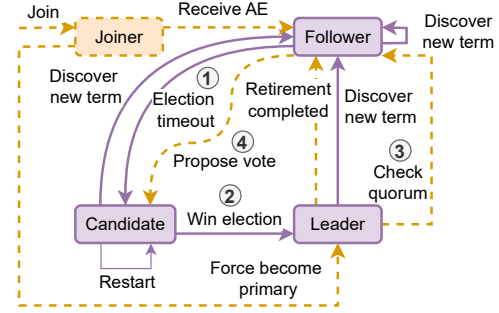 Join
Receive AE
Joiner
Follower
Discover
new term
Discover
new term
1
Election
timeout
Retirement
completed
Discover
new term
4
Propose vote
3
Check
quorum
2
Candidate
Win election
Leader
Restart
Force become
primary